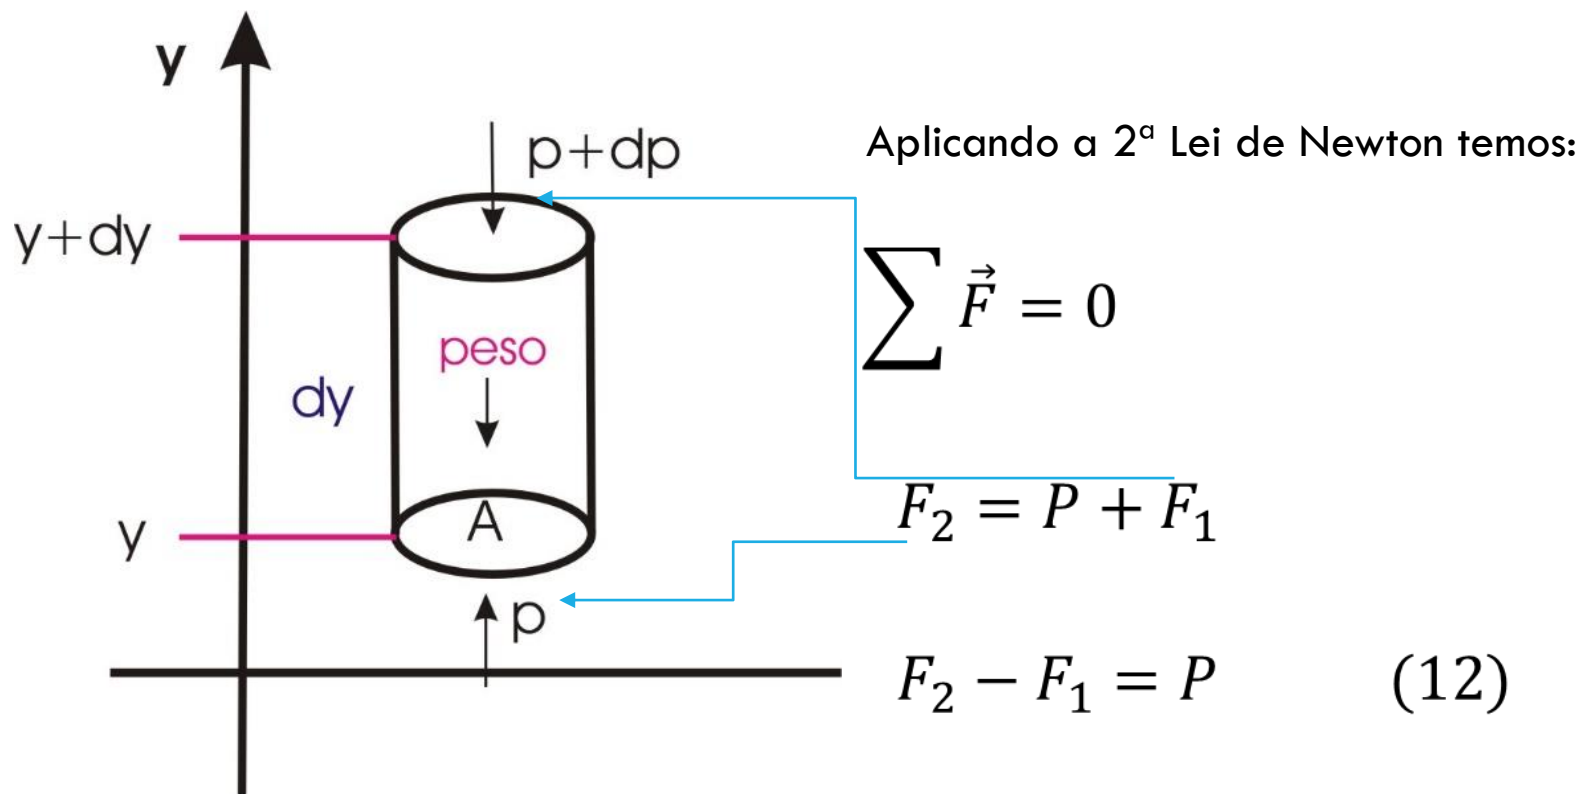 y
p+dp
y+dy
peso
dy
A
y
p
Aplicando a 2ª Lei de Newton temos:
∑ F⃗ = 0
F₂ = P + F₁
F₂ − F₁ = P (12)